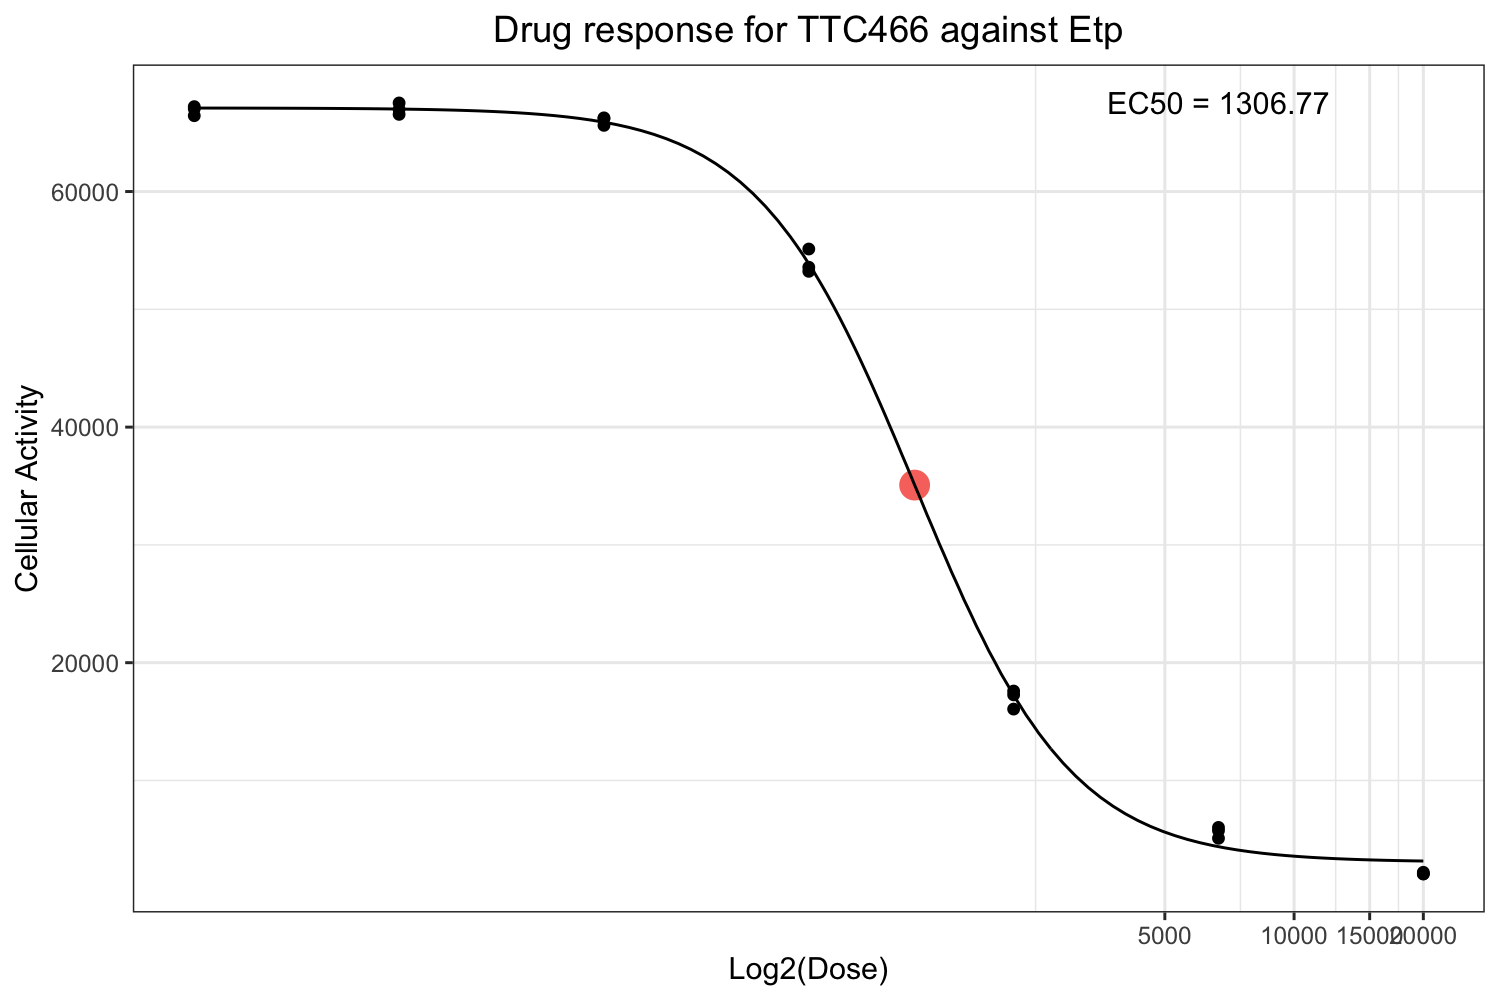 Drug response for TTC466 against Etp
EC50 = 1306.77
60000
40000
20000
Cellular Activity
5000 10000 15000 20000
Log2(Dose)